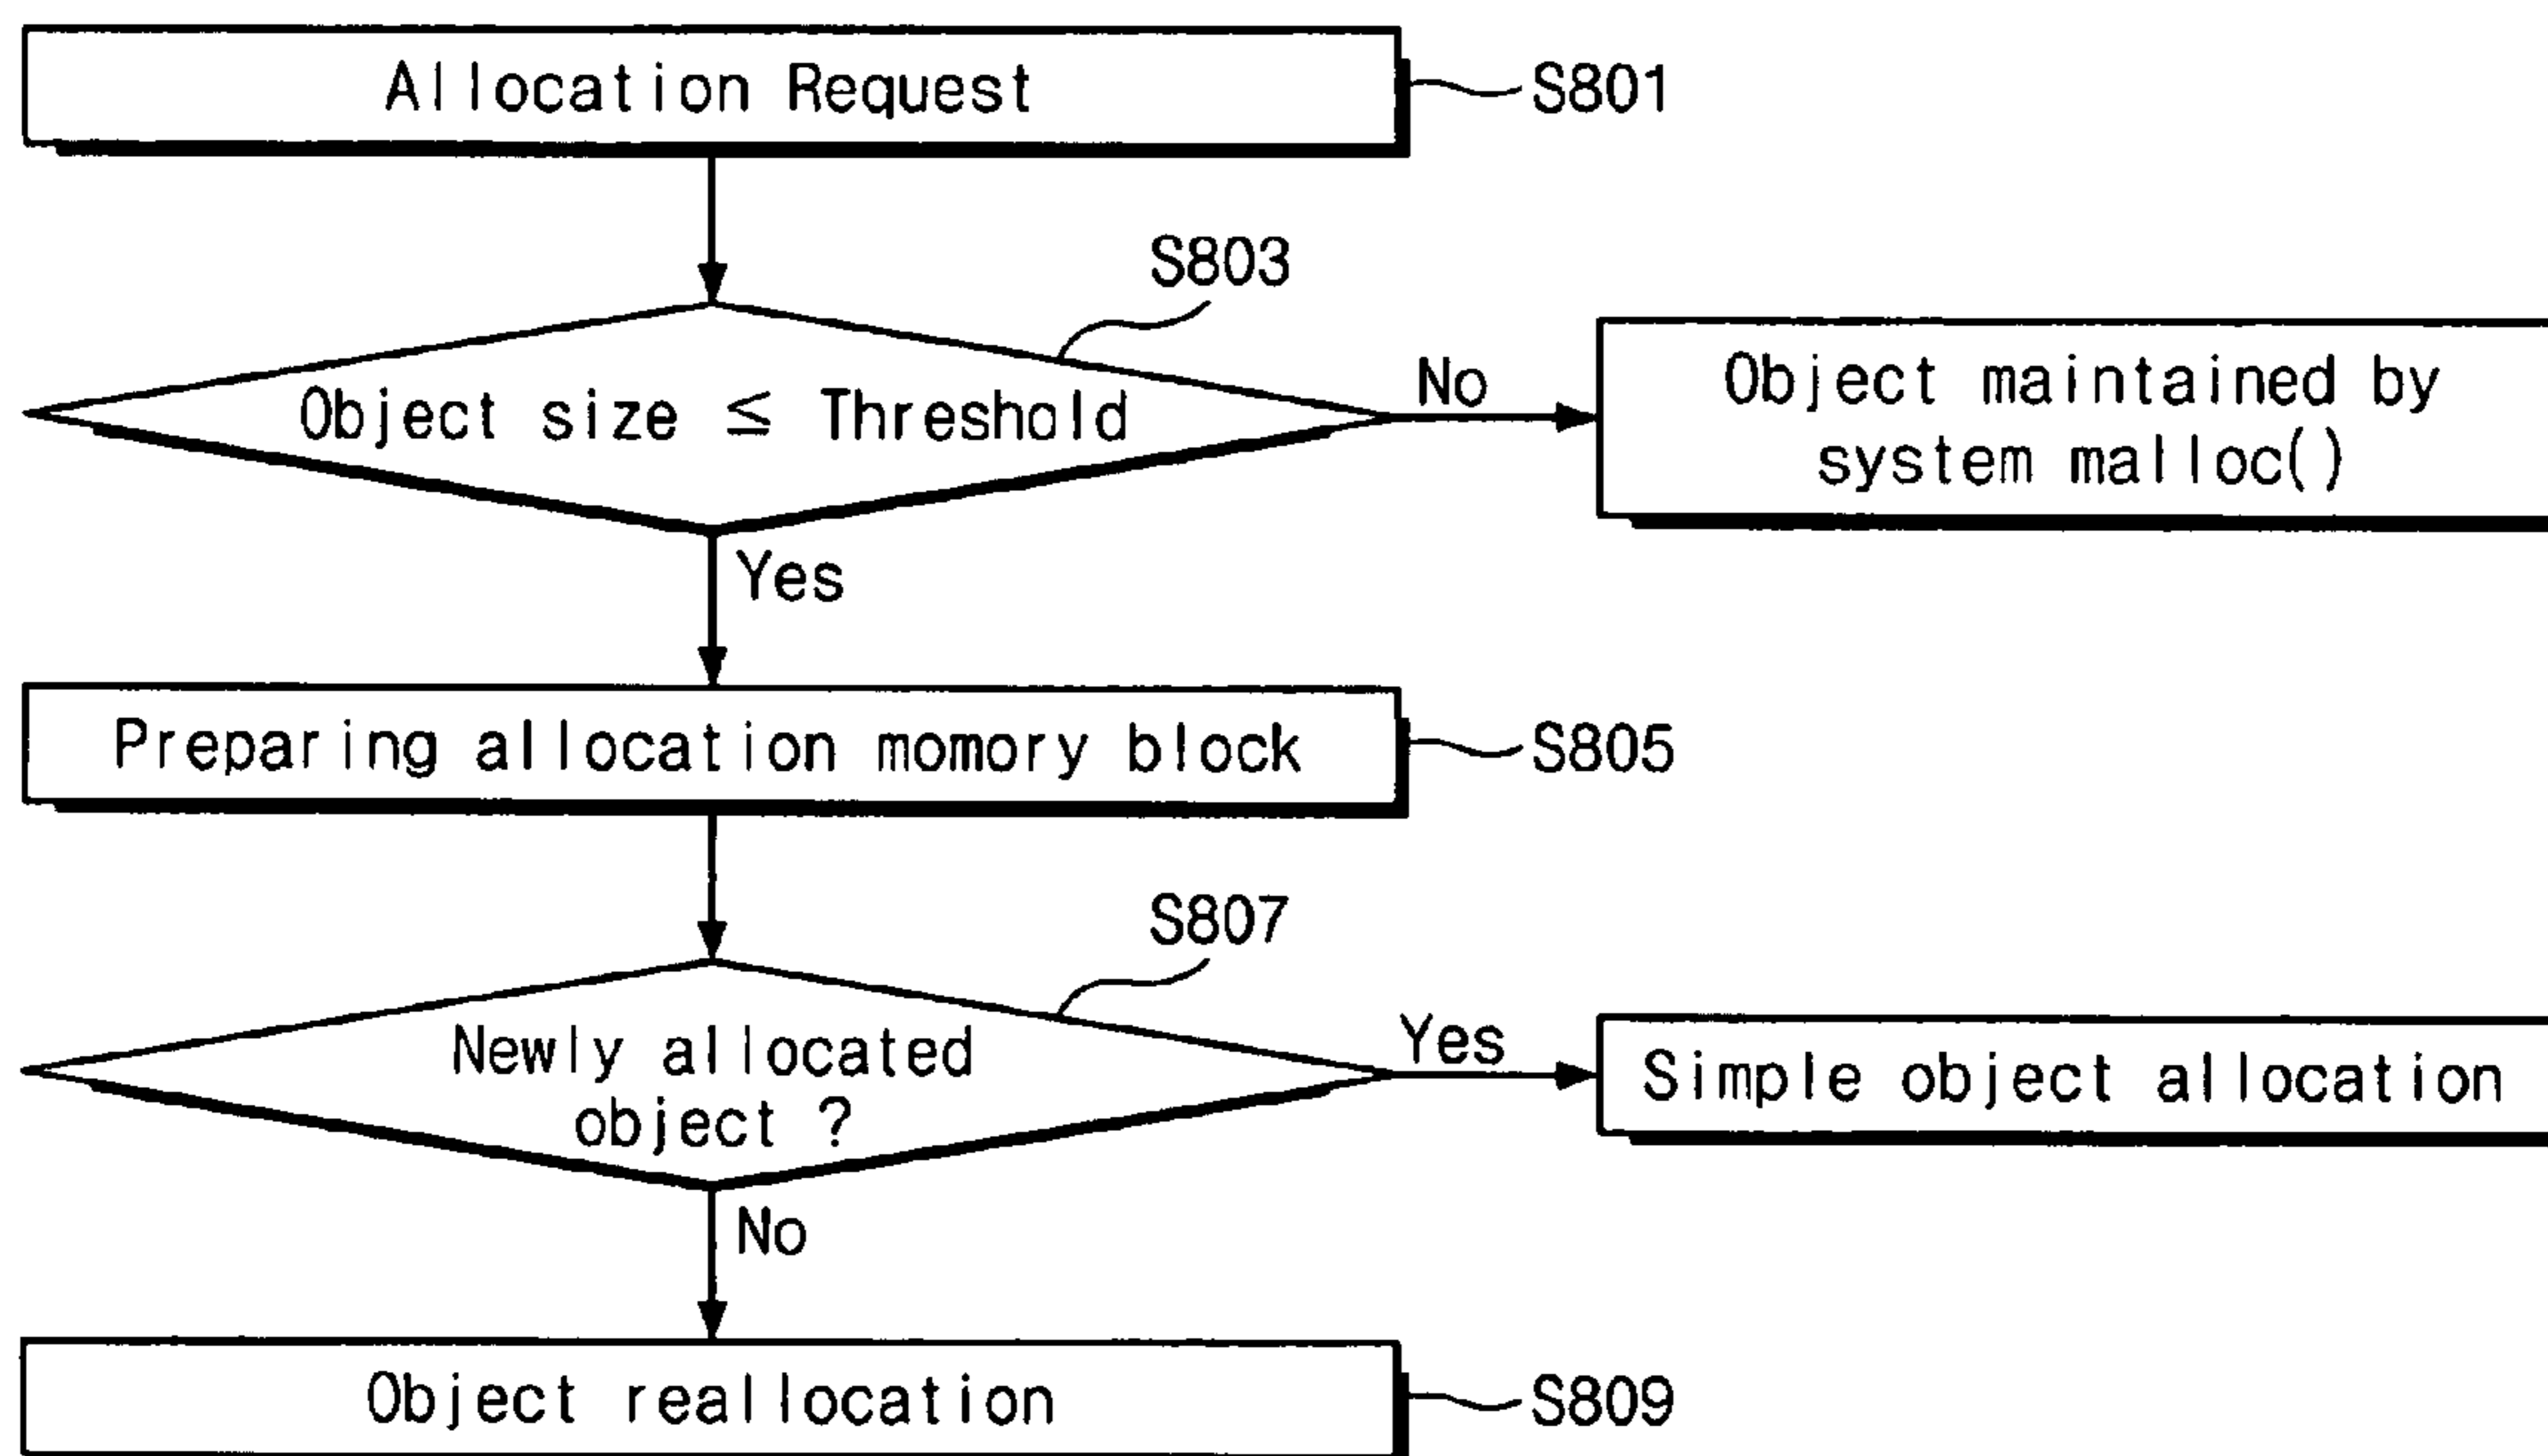 Allocation Request
S801
S803
Object size ≦ Threshold
No
Object maintained by
system malloc()
Yes
Preparing allocation momory block
S805
S807
Newly allocated
object ?
Yes
Simple object allocation
No
Object reallocation
S809